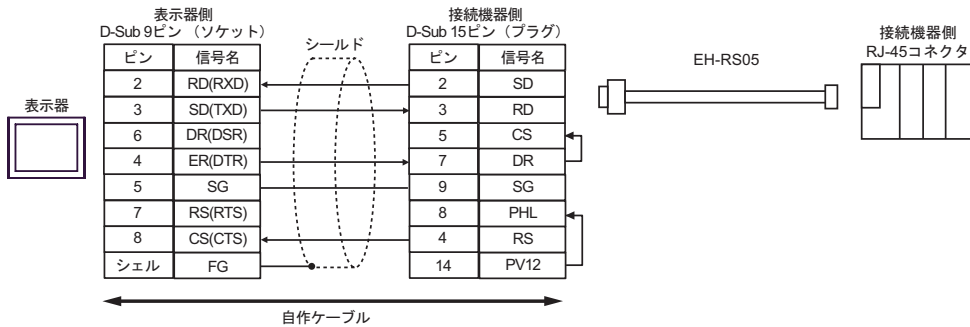 表示器側
D-Sub 9ピン（ソケット）
ピン 信号名
2 RD(RXD)
3 SD(TXD)
6 DR(DSR)
4 ER(DTR)
5 SG
7 RS(RTS)
8 CS(CTS)
シェル FG
シールド
接続機器側
D-Sub 15ピン（プラグ）
ピン 信号名
2 SD
3 RD
5 CS
7 DR
9 SG
8 PHL
4 RS
14 PV12
表示器
自作ケーブル
EH-RS05
接続機器側
RJ-45コネクタ